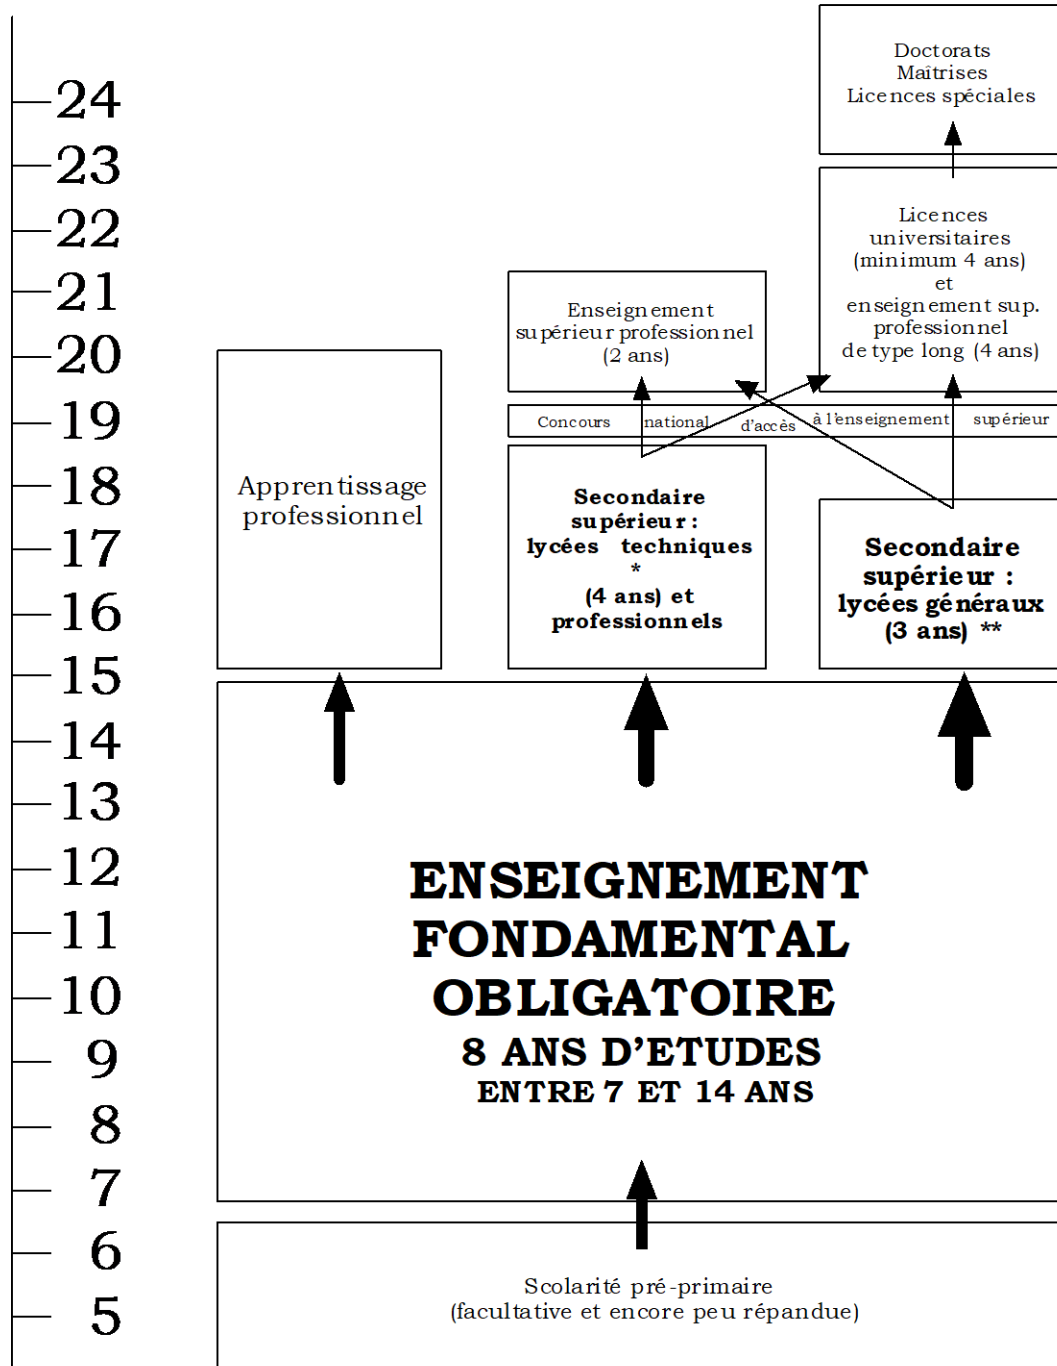 24
23
22
21
20
19
18
17
16
15
14
13
12
11
10
9
8
7
6
5
Doctorats
Maîtrises
Licences spéciales
Licences
universitaires
(minimum 4 ans)
et
enseignement sup.
professionnel
de type long (4 ans)
Enseignement
supérieur professionnel
(2 ans)
Concours national d'accès à l'enseignement supérieur
Apprentissage
professionnel
Secondaire
supérieur :
lycées techniques
*
(4 ans) et
professionnels
Secondaire
supérieur :
lycées généraux
(3 ans) **
ENSEIGNEMENT
FONDAMENTAL
OBLIGATOIRE
8 ANS D'ETUDES
ENTRE 7 ET 14 ANS
Scolarité pré-primaire
(facultative et encore peu répandue)